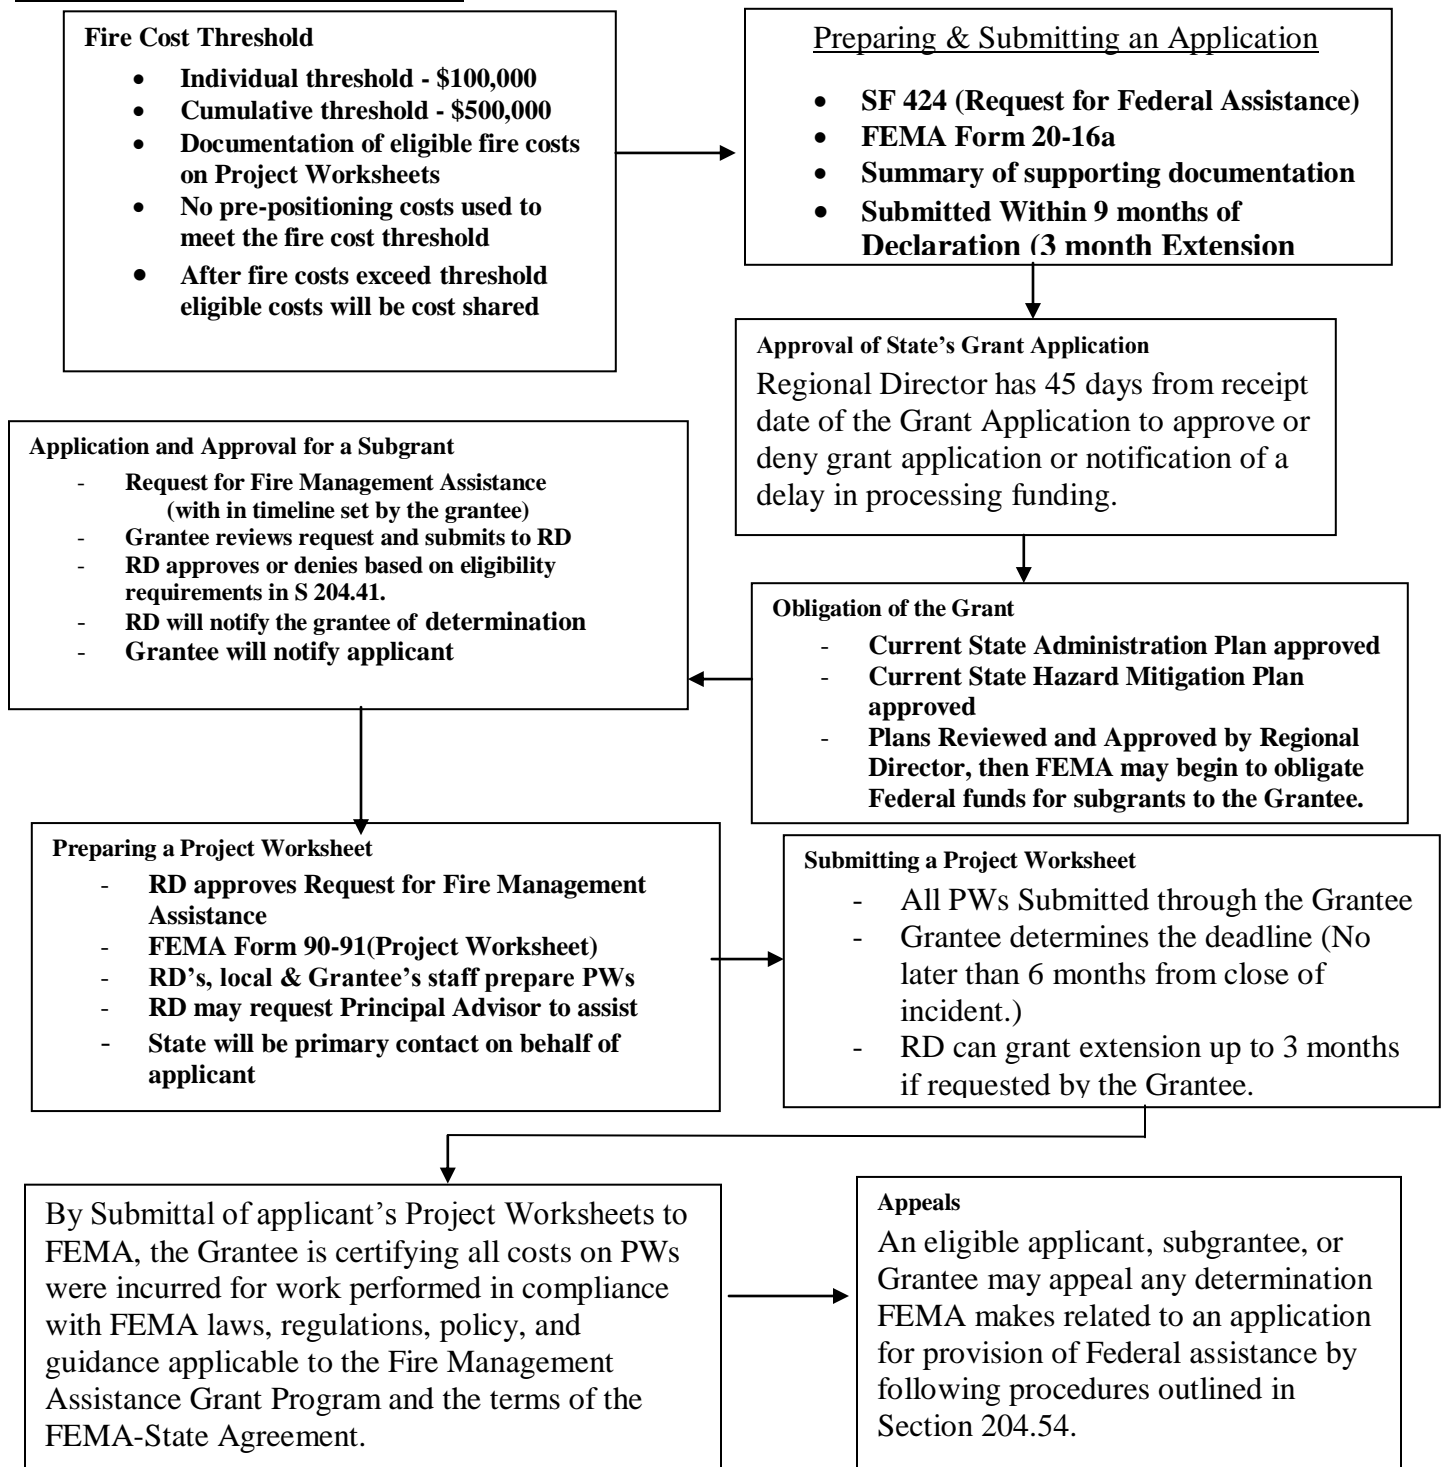 Fire Cost Threshold
• Individual threshold - $100,000
• Cumulative threshold - $500,000
• Documentation of eligible fire costs
on Project Worksheets
• No pre-positioning costs used to
meet the fire cost threshold
• After fire costs exceed threshold
eligible costs will be cost shared
Preparing & Submitting an Application
• SF 424 (Request for Federal Assistance)
• FEMA Form 20-16a
• Summary of supporting documentation
• Submitted Within 9 months of
Declaration (3 month Extension
Approval of State’s Grant Application
Regional Director has 45 days from receipt
date of the Grant Application to approve or
deny grant application or notification of a
delay in processing funding.
Obligation of the Grant
- Current State Administration Plan approved
- Current State Hazard Mitigation Plan
approved
- Plans Reviewed and Approved by Regional
Director, then FEMA may begin to obligate
Federal funds for subgrants to the Grantee.
Application and Approval for a Subgrant
- Request for Fire Management Assistance
(with in timeline set by the grantee)
- Grantee reviews request and submits to RD
- RD approves or denies based on eligibility
requirements in S 204.41.
- RD will notify the grantee of determination
- Grantee will notify applicant
Preparing a Project Worksheet
- RD approves Request for Fire Management
Assistance
- FEMA Form 90-91(Project Worksheet)
- RD’s, local & Grantee’s staff prepare PWs
- RD may request Principal Advisor to assist
- State will be primary contact on behalf of
applicant
Submitting a Project Worksheet
- All PWs Submitted through the Grantee
- Grantee determines the deadline (No
later than 6 months from close of
incident.)
- RD can grant extension up to 3 months
if requested by the Grantee.
By Submittal of applicant’s Project Worksheets to
FEMA, the Grantee is certifying all costs on PWs
were incurred for work performed in compliance
with FEMA laws, regulations, policy, and
guidance applicable to the Fire Management
Assistance Grant Program and the terms of the
FEMA-State Agreement.
Appeals
An eligible applicant, subgrantee, or
Grantee may appeal any determination
FEMA makes related to an application
for provision of Federal assistance by
following procedures outlined in
Section 204.54.